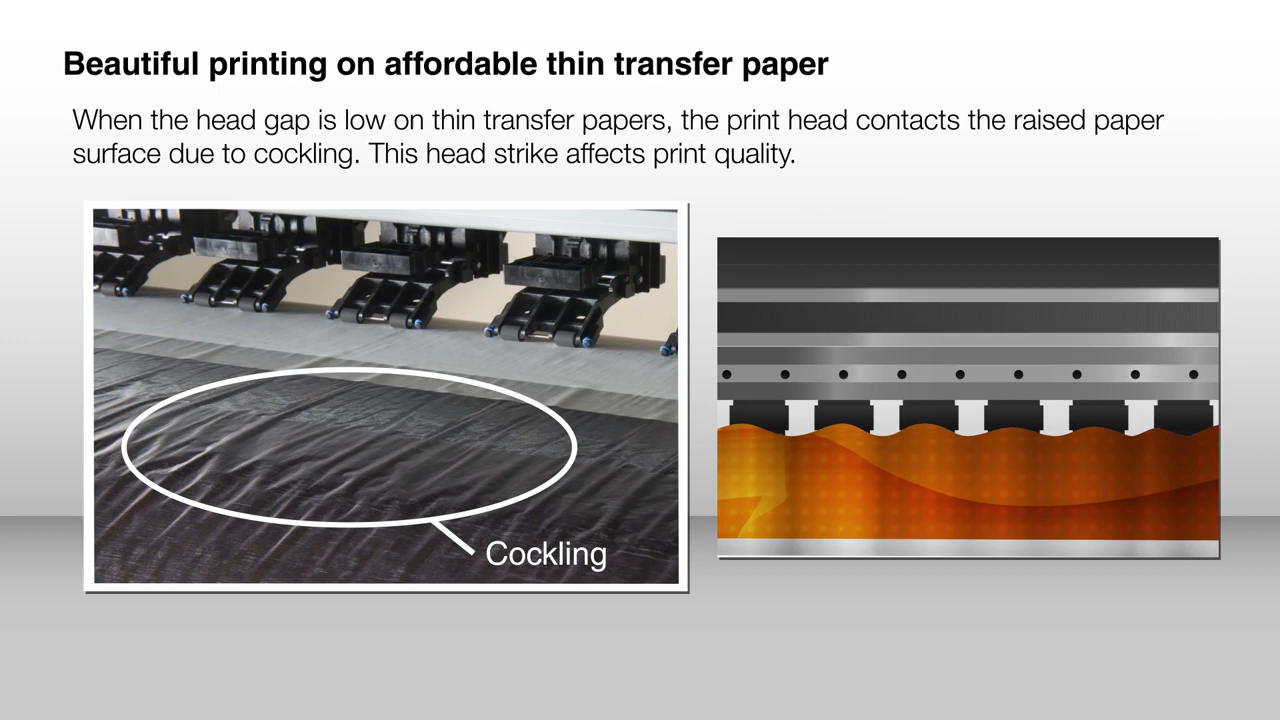 Beautiful printing on affordable thin transfer paper
When the head gap is low on thin transfer papers, the print head contacts the raised paper
surface due to cockling. This head strike affects print quality.
Cockling